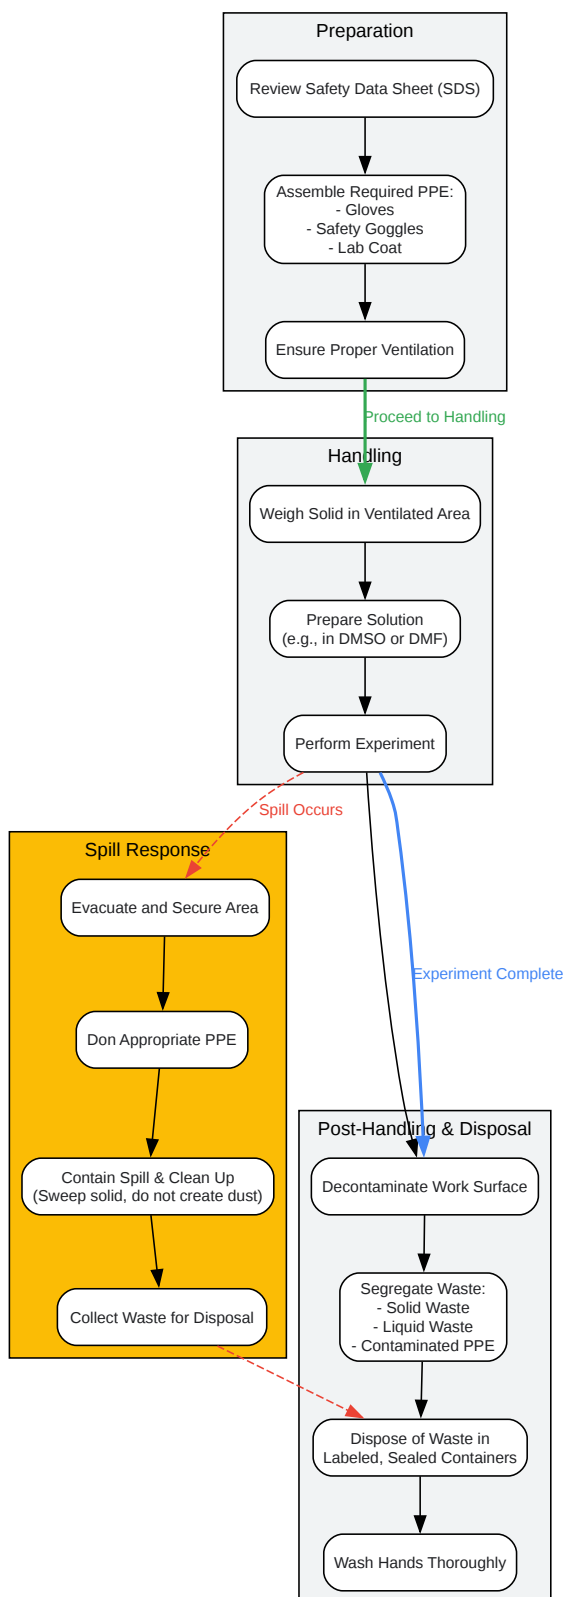 Preparation
Review Safety Data Sheet (SDS)
Assemble Required PPE:
- Gloves
- Safety Goggles
- Lab Coat
Ensure Proper Ventilation
Proceed to Handling
Handling
Weigh Solid in Ventilated Area
Prepare Solution
(e.g., in DMSO or DMF)
Perform Experiment
Spill Occurs
Spill Response
Evacuate and Secure Area
Don Appropriate PPE
Contain Spill & Clean Up
(Sweep solid, do not create dust)
Collect Waste for Disposal
Experiment Complete
Post-Handling & Disposal
Decontaminate Work Surface
Segregate Waste:
- Solid Waste
- Liquid Waste
- Contaminated PPE
Dispose of Waste in
Labeled, Sealed Containers
Wash Hands Thoroughly